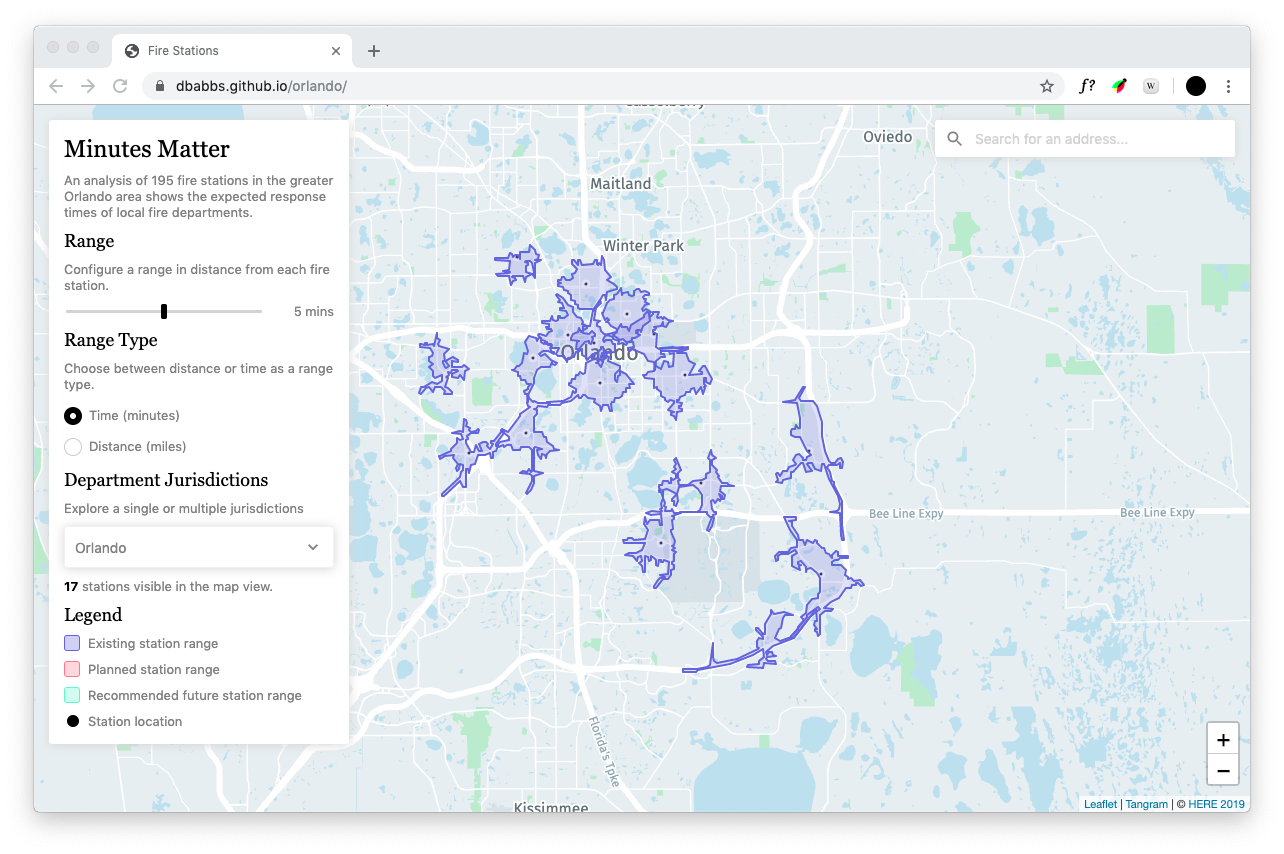 Fire Stations
dbabbs.github.io/orlando/
f?
W
Minutes Matter
An analysis of 195 fire stations in the greater
Orlando area shows the expected response
times of local fire departments.
Range
Configure a range in distance from each fire
station.
5 mins
Range Type
Choose between distance or time as a range
type.
Time (minutes)
Distance (miles)
Department Jurisdictions
Explore a single or multiple jurisdictions
Orlando
17 stations visible in the map view.
Legend
Existing station range
Planned station range
Recommended future station range
Station location
Search for an address...
Casselberry
Oviedo
Maitland
Winter Park
Orlando
Bee Line Expy
Bee Line Expy
Florida's Tpke
Kissimmee
+
−
Leaflet | Tangram | © HERE 2019